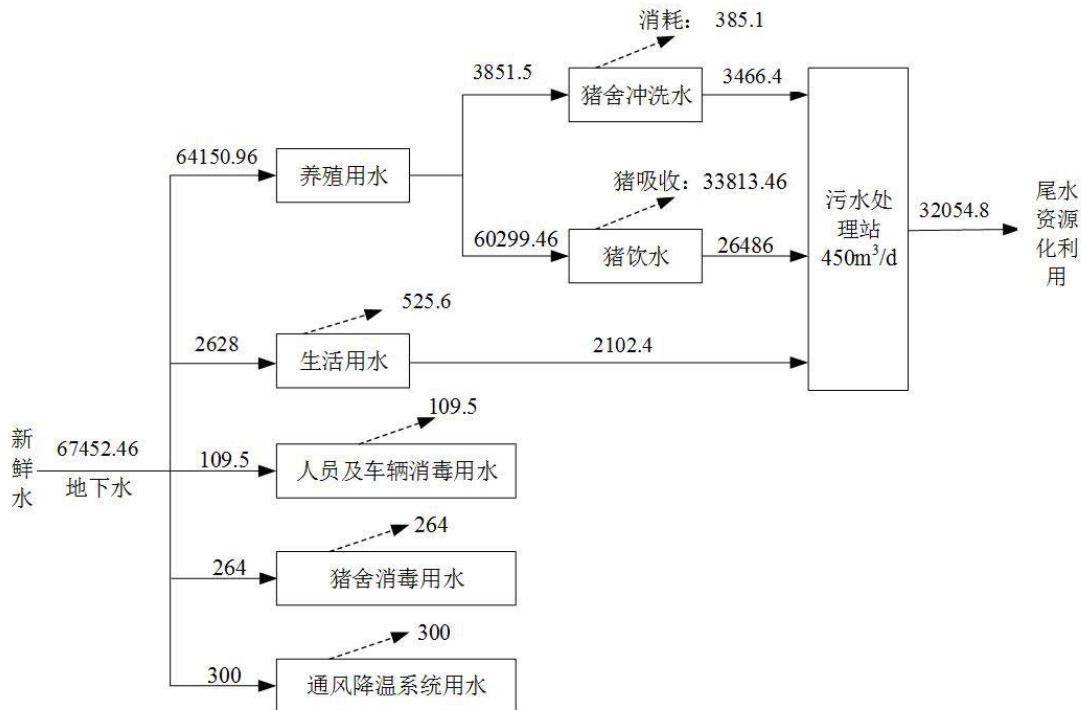 消耗： 385.1
3851.5
猪舍冲洗水
3466.4
64150.96
养殖用水
猪吸收：33813.46
60299.46
猪饮水
26486
污水处
理站
450m³/d
32054.8
尾水
资源
化利
用
525.6
2628
生活用水
2102.4
新
鲜
水
67452.46
地下水
109.5
109.5
人员及车辆消毒用水
264
264
猪舍消毒用水
300
300
通风降温系统用水